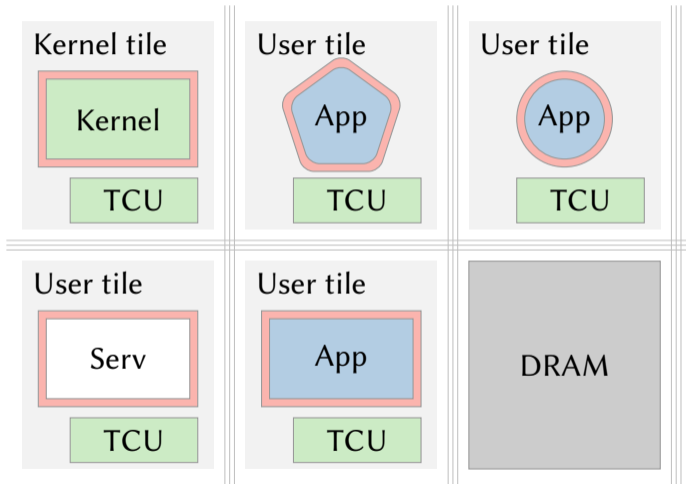 Kernel tile
Kernel
TCU
User tile
App
TCU
User tile
App
TCU
User tile
Serv
TCU
User tile
App
TCU
DRAM